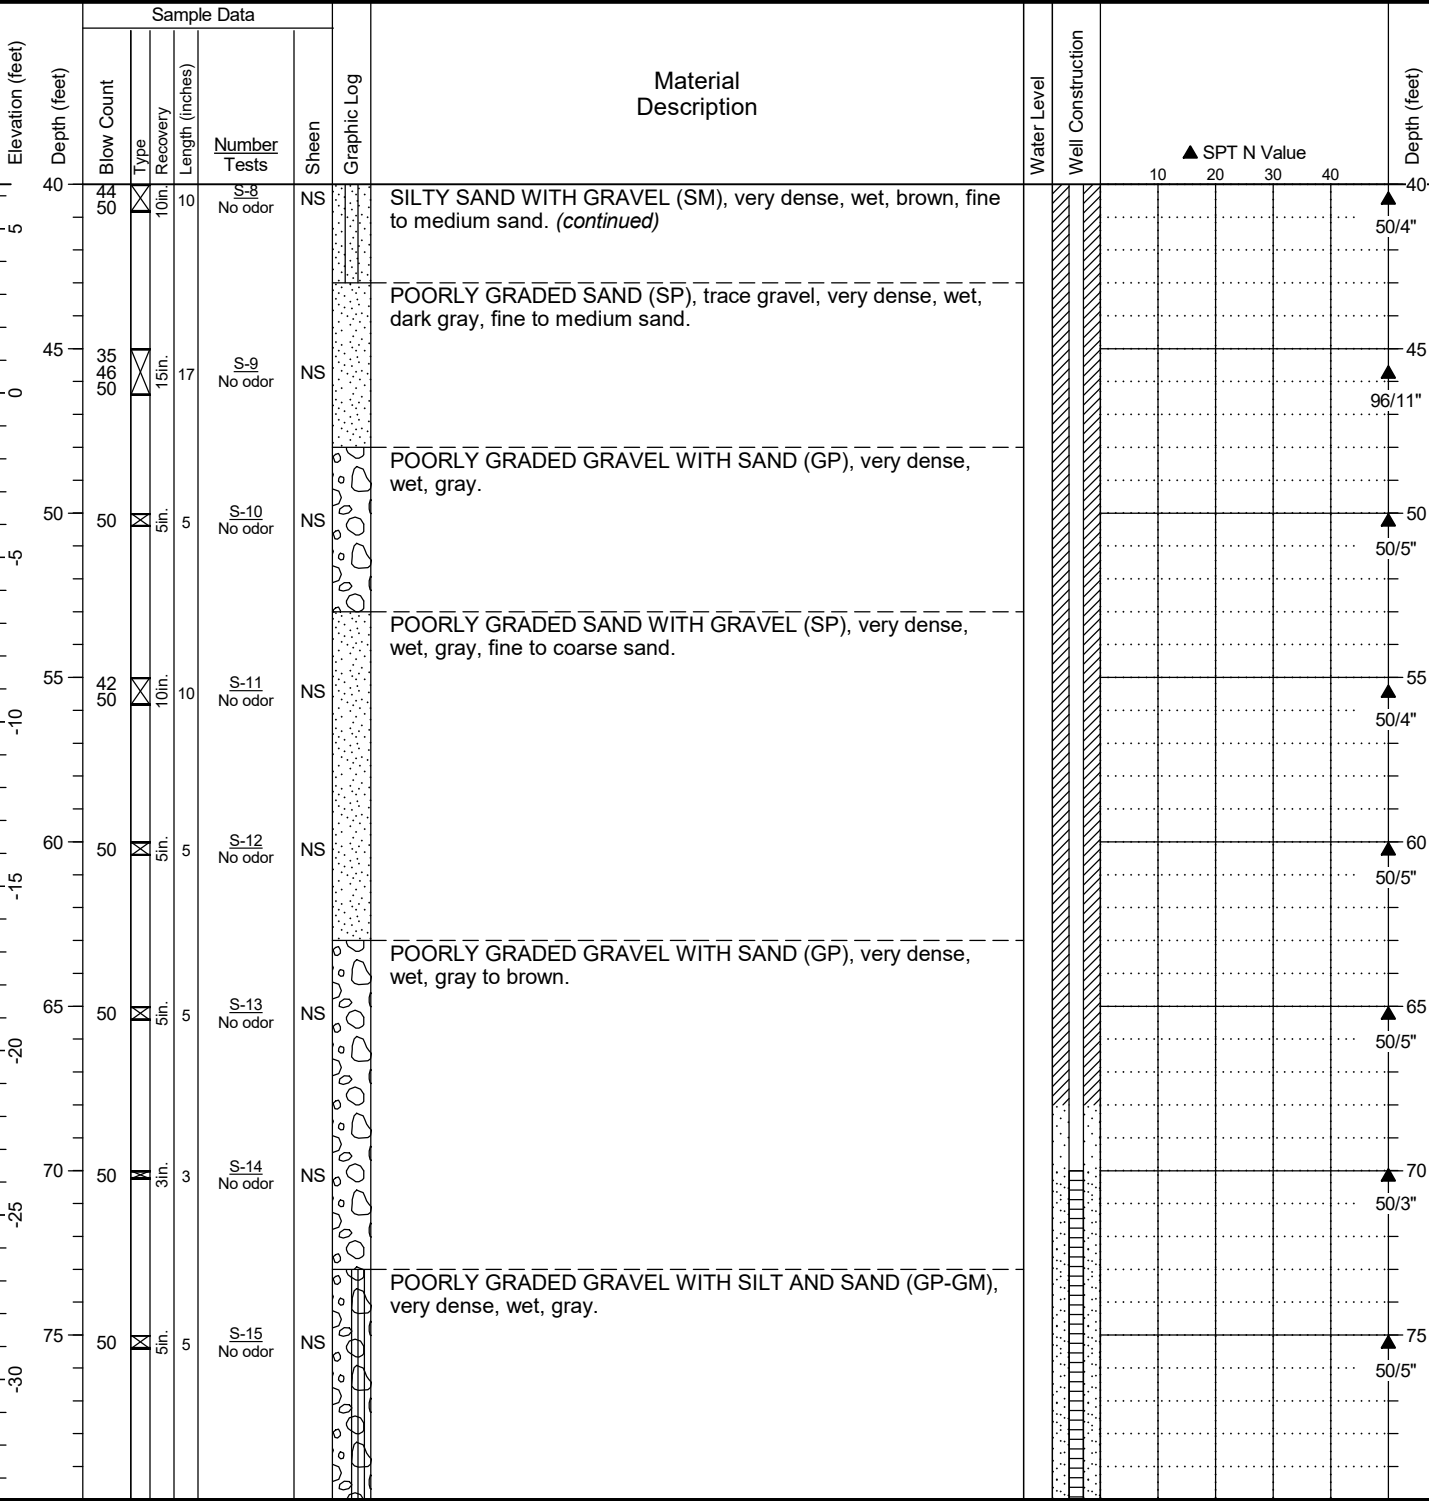 Sample Data
Elevation (feet)
Depth (feet)
Blow Count
Type
Recovery
Length (inches)
Number
Tests
Sheen
Graphic Log
Material
Description
Water Level
Well Construction
▲ SPT N Value
10 20 30 40
Depth (feet)
40
44
50
10in.
10
S-8
No odor
NS
SILTY SAND WITH GRAVEL (SM), very dense, wet, brown, fine
to medium sand. (continued)
40
50/4"
5
POORLY GRADED SAND (SP), trace gravel, very dense, wet,
dark gray, fine to medium sand.
45
35
46
50
15in.
17
S-9
No odor
NS
45
96/11"
0
POORLY GRADED GRAVEL WITH SAND (GP), very dense,
wet, gray.
50
50
5in.
5
S-10
No odor
NS
50
50/5"
-5
POORLY GRADED SAND WITH GRAVEL (SP), very dense,
wet, gray, fine to coarse sand.
55
42
50
10in.
10
S-11
No odor
NS
55
50/4"
-10
60
50
5in.
5
S-12
No odor
NS
60
50/5"
-15
POORLY GRADED GRAVEL WITH SAND (GP), very dense,
wet, gray to brown.
65
50
5in.
5
S-13
No odor
NS
65
50/5"
-20
70
50
3in.
3
S-14
No odor
NS
70
50/3"
-25
POORLY GRADED GRAVEL WITH SILT AND SAND (GP-GM),
very dense, wet, gray.
75
50
5in.
5
S-15
No odor
NS
75
50/5"
-30